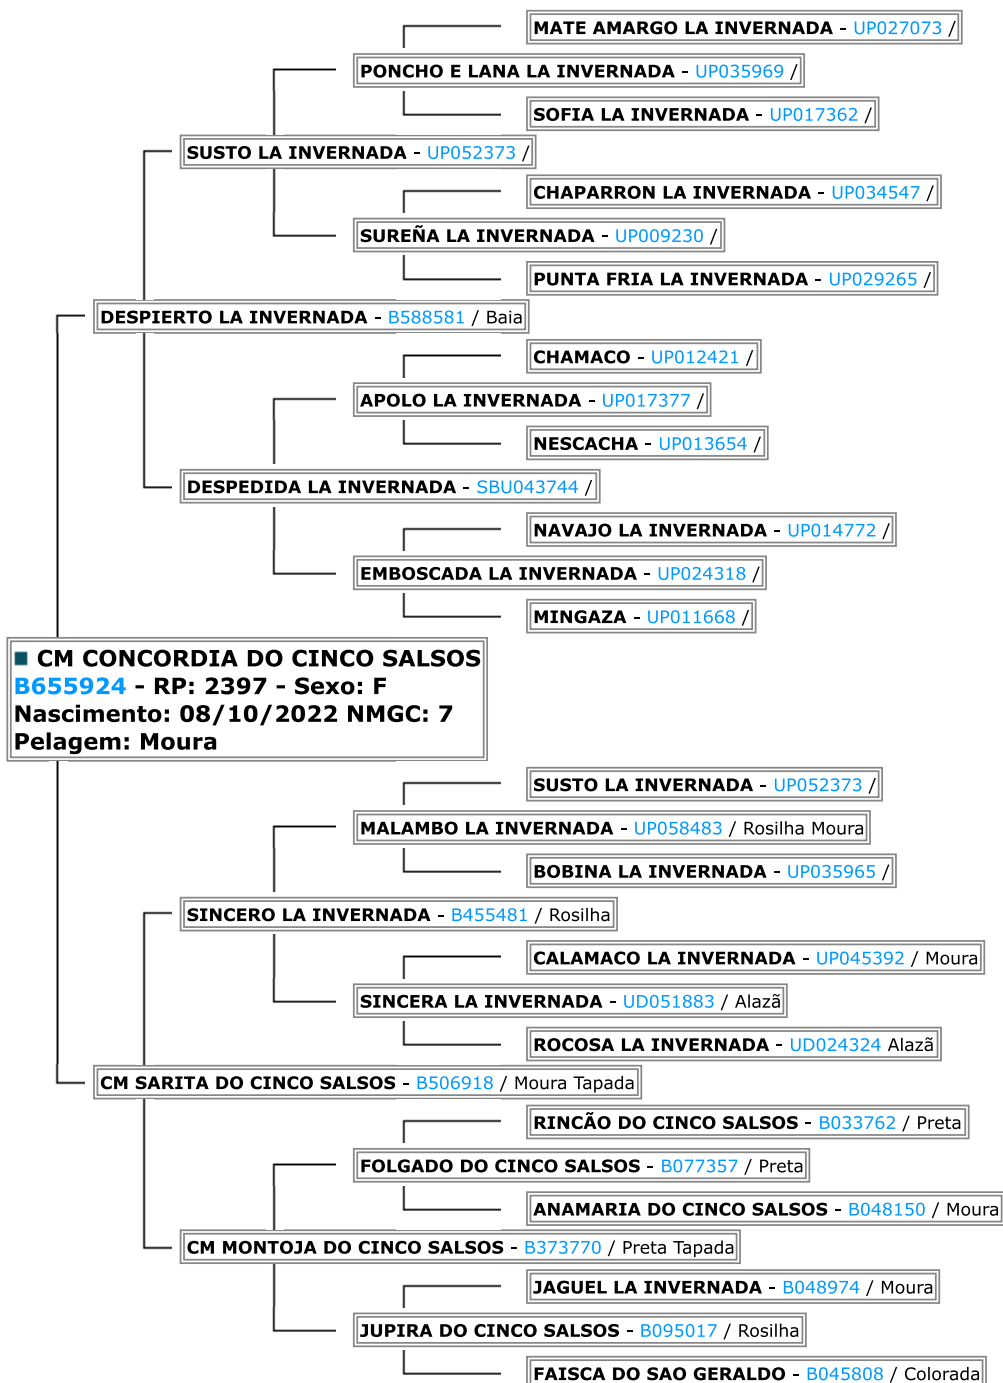 MATE AMARGO LA INVERNADA - UP027073 /
PONCHO E LANA LA INVERNADA - UP035969 /
SOFIA LA INVERNADA - UP017362 /
SUSTO LA INVERNADA - UP052373 /
CHAPARRON LA INVERNADA - UP034547 /
SUREÑA LA INVERNADA - UP009230 /
PUNTA FRIA LA INVERNADA - UP029265 /
DESPIERTO LA INVERNADA - B588581 / Baia
CHAMACO - UP012421 /
APOLO LA INVERNADA - UP017377 /
NESCACHA - UP013654 /
DESPEDIDA LA INVERNADA - SBU043744 /
NAVAJO LA INVERNADA - UP014772 /
EMBOSCADA LA INVERNADA - UP024318 /
MINGAZA - UP011668 /
■ CM CONCORDIA DO CINCO SALSOS
B655924 - RP: 2397 - Sexo: F
Nascimento: 08/10/2022 NMGC: 7
Pelagem: Moura
SUSTO LA INVERNADA - UP052373 /
MALAMBO LA INVERNADA - UP058483 / Rosilha Moura
BOBINA LA INVERNADA - UP035965 /
SINCERO LA INVERNADA - B455481 / Rosilha
CALAMACO LA INVERNADA - UP045392 / Moura
SINCERA LA INVERNADA - UD051883 / Alazã
ROCOSA LA INVERNADA - UD024324 Alazã
CM SARITA DO CINCO SALSOS - B506918 / Moura Tapada
RINCÃO DO CINCO SALSOS - B033762 / Preta
FOLGADO DO CINCO SALSOS - B077357 / Preta
ANAMARIA DO CINCO SALSOS - B048150 / Moura
CM MONTOJA DO CINCO SALSOS - B373770 / Preta Tapada
JAGUEL LA INVERNADA - B048974 / Moura
JUPIRA DO CINCO SALSOS - B095017 / Rosilha
FAISCA DO SAO GERALDO - B045808 / Colorada